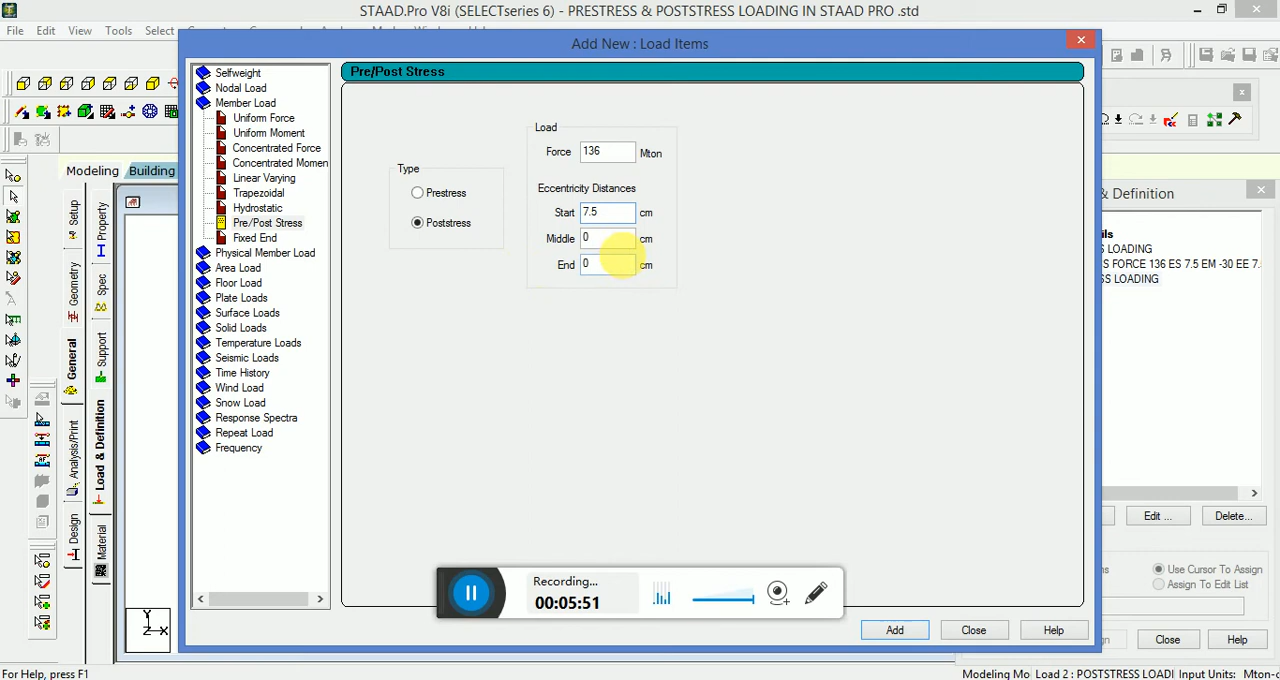 STAAD.Pro V8i (SELECTseries 6) - PRESTRESS & POSTSTRESS LOADING IN STAAD PRO .std
File Edit View Tools Select
Add New : Load Items
Selfweight
Nodal Load
Member Load
Uniform Force
Uniform Moment
Concentrated Force
Concentrated Momen
Linear Varying
Trapezoidal
Hydrostatic
Pre/Post Stress
Fixed End
Physical Member Load
Area Load
Floor Load
Plate Loads
Surface Loads
Solid Loads
Temperature Loads
Seismic Loads
Time History
Wind Load
Snow Load
Response Spectra
Repeat Load
Frequency
Pre/Post Stress
Type
Prestress
Poststress
Load
Force 136 Mton
Eccentricity Distances
Start 7.5 cm
Middle 0 cm
End 0 cm
Add Close Help
Recording...
00:05:51
Modeling Building
Setup
Geometry
General
Analysis/Print
Design
Property
Spec
Support
Load & Definition
Material
Y
Z X
& Definition
ils
S LOADING
S FORCE 136 ES 7.5 EM -30 EE 7.
SS LOADING
Edit ... Delete...
Use Cursor To Assign
Assign To Edit List
Close Help
For Help, press F1
Modeling Mo Load 2 : POSTSTRESS LOADI Input Units: Mton-c